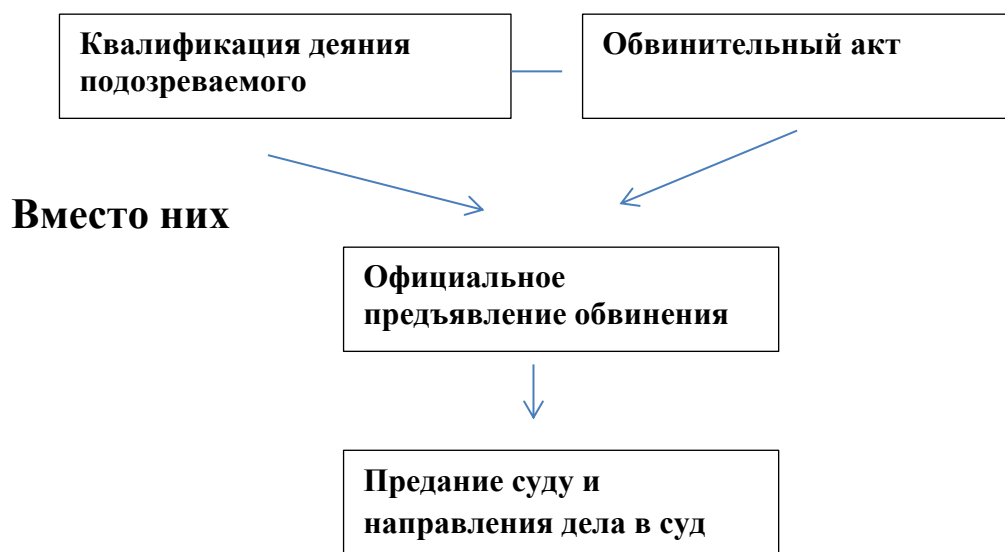 Квалификация деяния
подозреваемого
Обвинительный акт
Вместо них
Официальное
предъявление обвинения
Предание суду и
направления дела в суд